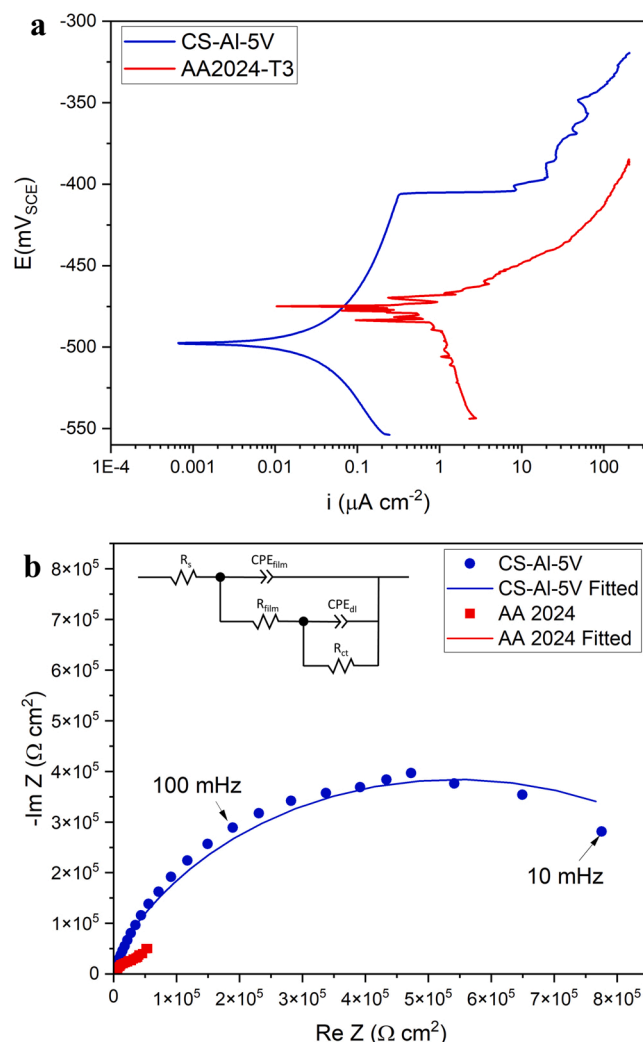 a
CS-Al-5V
AA2024-T3
-300
-350
-400
-450
-500
-550
E(mV_SCE)
1E-4
0.001
0.01
0.1
1
10
100
i (μA cm⁻²)
b
CS-Al-5V
CS-Al-5V Fitted
AA 2024
AA 2024 Fitted
R_s
CPE_film
R_film
CPE_dl
R_ct
8×10⁵
7×10⁵
6×10⁵
5×10⁵
4×10⁵
3×10⁵
2×10⁵
1×10⁵
0
-Im Z (Ω cm²)
100 mHz
10 mHz
0
1×10⁵
2×10⁵
3×10⁵
4×10⁵
5×10⁵
6×10⁵
7×10⁵
8×10⁵
Re Z (Ω cm²)